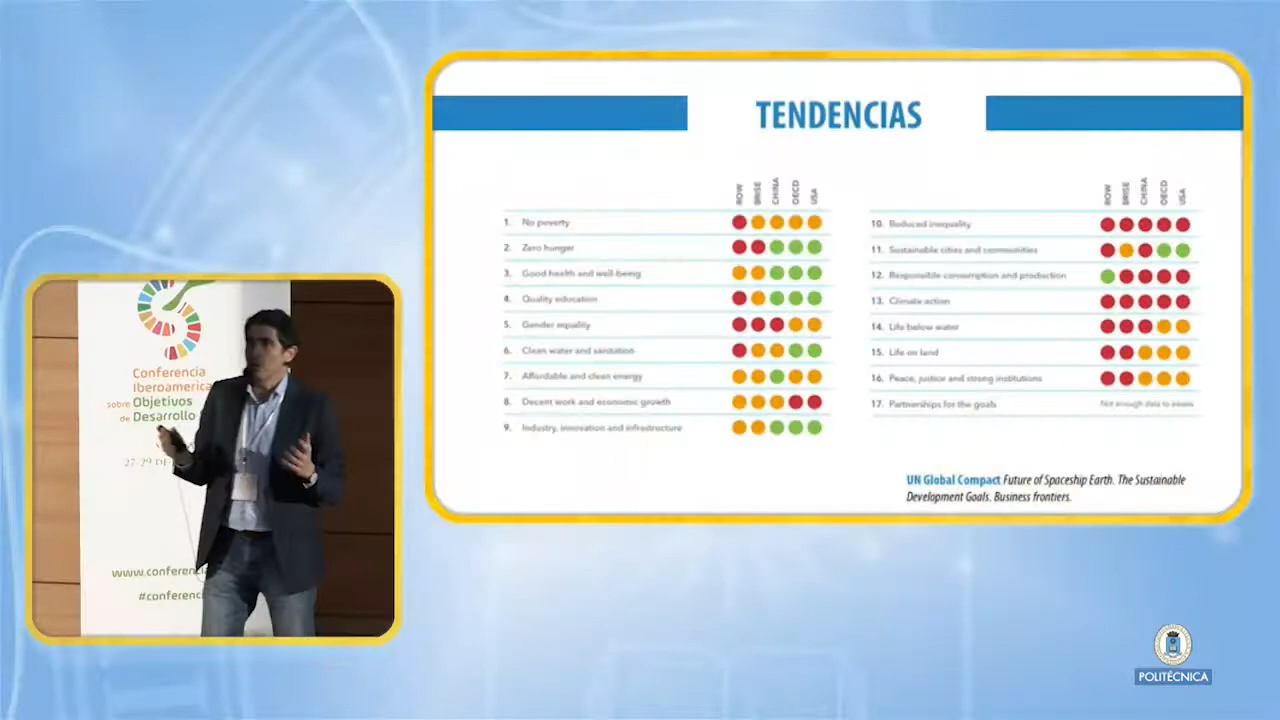 TENDENCIAS
ROW BRISE CHINA OECD USA
1. No poverty
2. Zero hunger
3. Good health and well-being
4. Quality education
5. Gender equality
6. Clean water and sanitation
7. Affordable and clean energy
8. Decent work and economic growth
9. Industry, innovation and infrastructure
ROW BRISE CHINA OECD USA
10. Reduced inequality
11. Sustainable cities and communities
12. Responsible consumption and production
13. Climate action
14. Life below water
15. Life on land
16. Peace, justice and strong institutions
17. Partnerships for the goals Not enough data to assess
UN Global Compact Future of Spaceship Earth. The Sustainable
Development Goals. Business frontiers.
Conferencia
Iberoamerica
sobre Objetivos
de Desarrollo
27-29 DE
www.conferenci
#conferenc
POLITÉCNICA